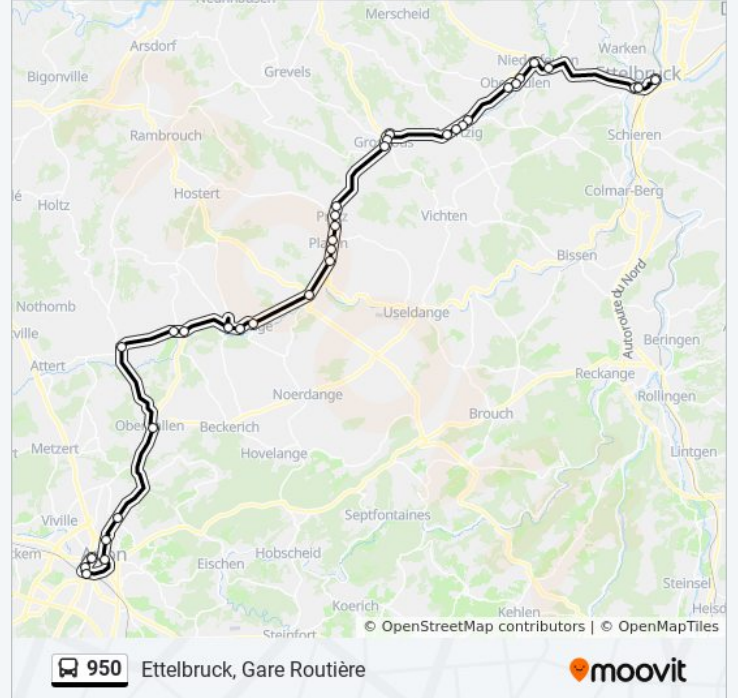 Merscheid
Arsdorf
Warken
Ettelbruck
Bigonville
Grevels
Rambrouch
Schieren
Hostert
Colmar-Berg
Holtz
Vichten
Bissen
Nothomb
Useldange
Autoroute du Nord
Beringen
Attert
Reckange
Noerdange
Rollingen
Brouch
Beckerich
Metzert
Hovelange
Lintgen
Viville
Septfontaines
Eischen
Hobscheid
Steinsel
Koerich
Kehlen
Steinfort
© OpenStreetMap contributors | © OpenMapTiles
950 Ettelbruck, Gare Routière
moovit